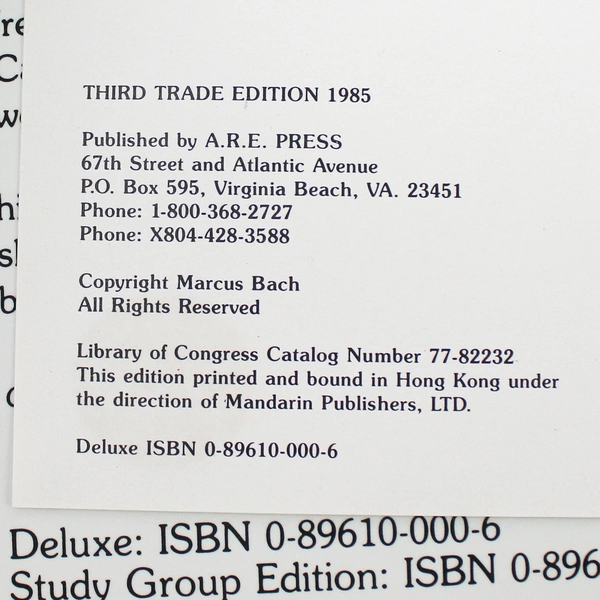 THIRD TRADE EDITION 1985
Published by A.R.E. PRESS
67th Street and Atlantic Avenue
P.O. Box 595, Virginia Beach, VA. 23451
Phone: 1-800-368-2727
Phone: X804-428-3588
Copyright Marcus Bach
All Rights Reserved
Library of Congress Catalog Number 77-82232
This edition printed and bound in Hong Kong under
the direction of Mandarin Publishers, LTD.
Deluxe ISBN 0-89610-000-6
Deluxe: ISBN 0-89610-000-6
Study Group Edition: ISBN 0-896